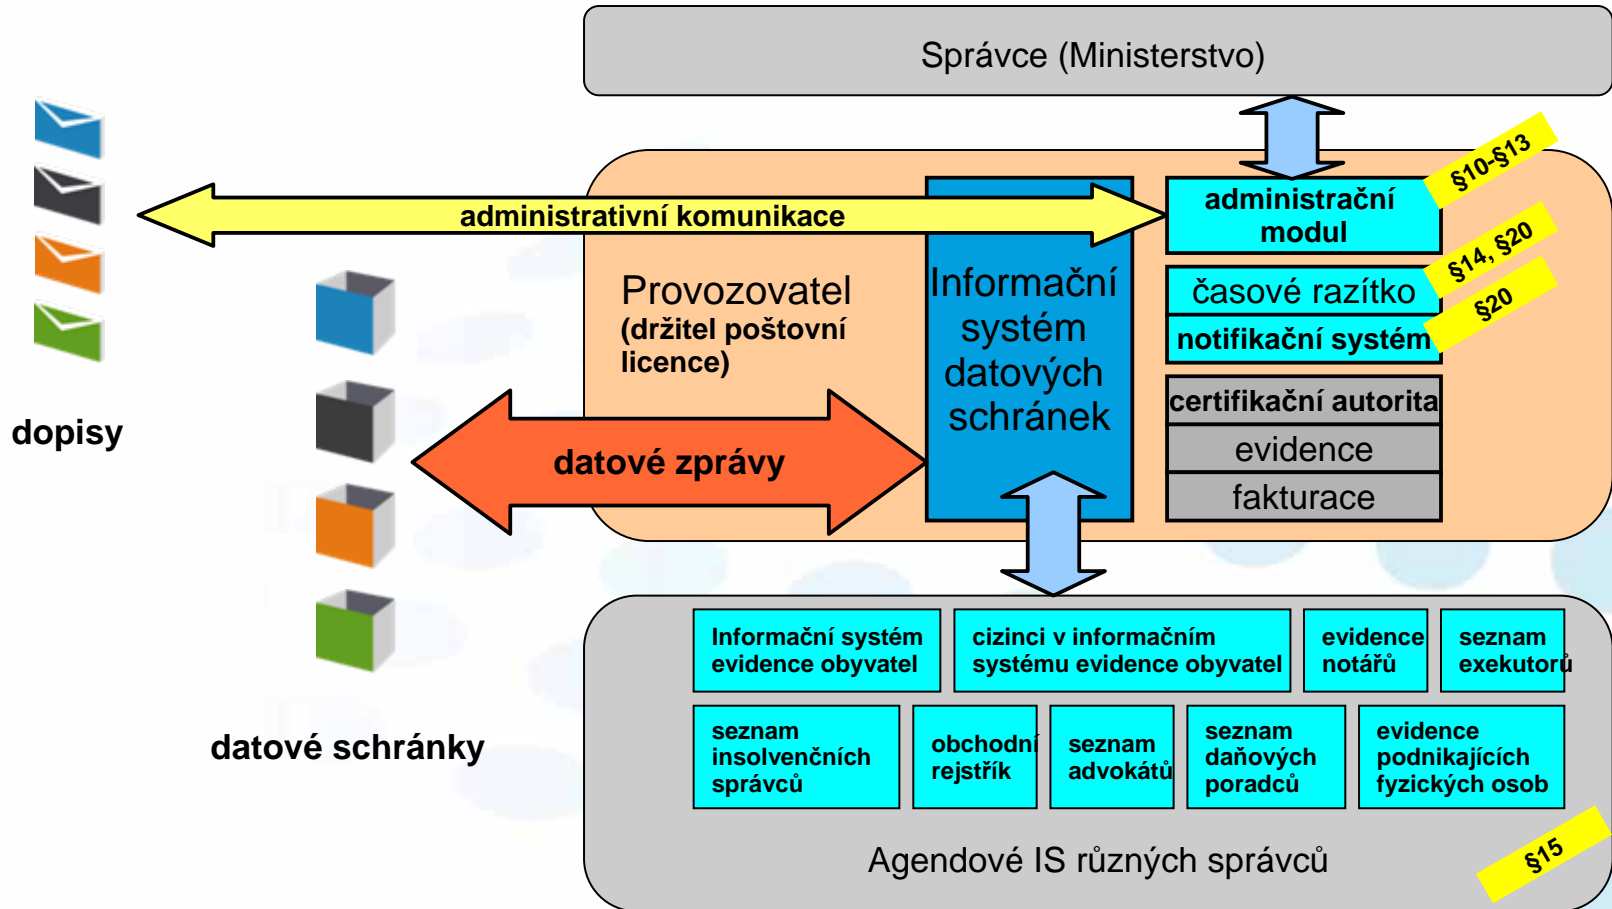 Správce (Ministerstvo)
§10-§13
administrativní komunikace
administrační
modul
§14, §20
Provozovatel
(držitel poštovní
licence)
Informační
systém
datových
schránek
časové razítko
§20
notifikační systém
certifikační autorita
evidence
fakturace
dopisy
datové zprávy
datové schránky
Informační systém
evidence obyvatel
cizinci v informačním
systému evidence obyvatel
evidence
notářů
seznam
exekutorů
seznam
insolvenčních
správců
obchodní
rejstřík
seznam
advokátů
seznam
daňových
poradců
evidence
podnikajících
fyzických osob
Agendové IS různých správců
§15